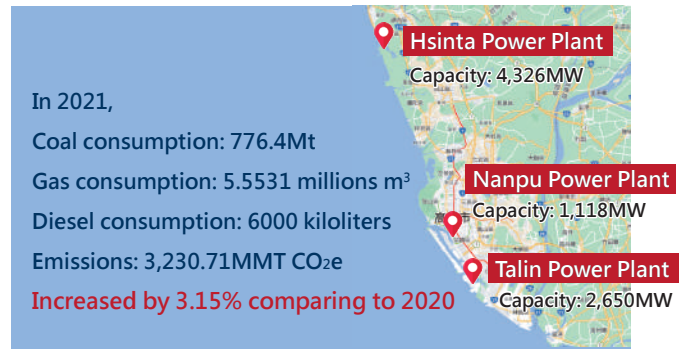 Hsinta Power Plant
Capacity: 4,326MW
In 2021,
Coal consumption: 776.4Mt
Gas consumption: 5.5531 millions m³
Diesel consumption: 6000 kiloliters
Emissions: 3,230.71MMT CO₂e
Increased by 3.15% comparing to 2020
Nanpu Power Plant
Capacity: 1,118MW
Talin Power Plant
Capacity: 2,650MW